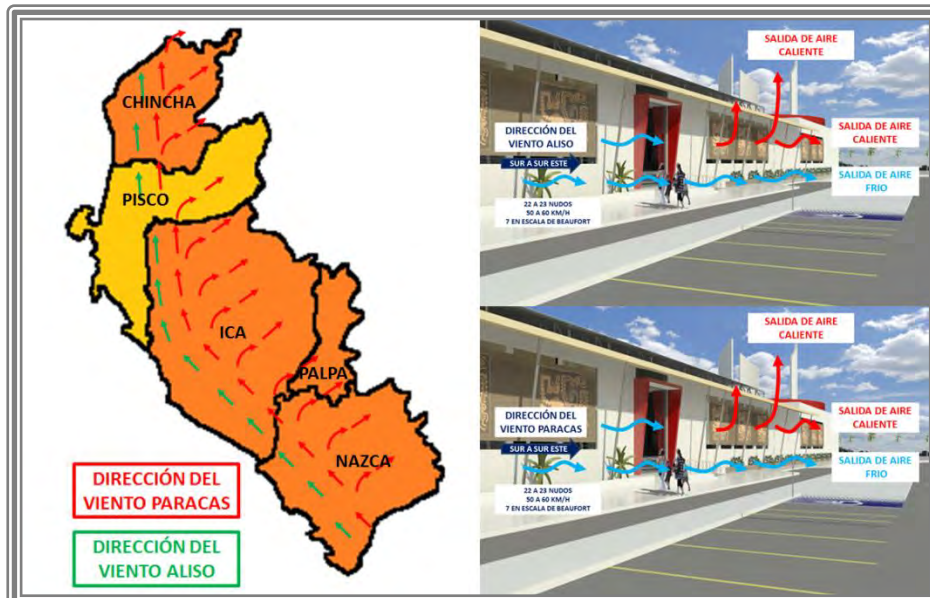 CHINCHA
PISCO
ICA
PALPA
NAZCA
DIRECCIÓN DEL
VIENTO PARACAS
DIRECCIÓN DEL
VIENTO ALISO
SALIDA DE AIRE
CALIENTE
DIRECCIÓN DEL
VIENTO ALISO
SUR A SUR ESTE
22 A 23 NUDOS
50 A 60 KM/H
7 EN ESCALA DE BEAUFORT
SALIDA DE AIRE
CALIENTE
SALIDA DE AIRE
FRIO
SALIDA DE AIRE
CALIENTE
DIRECCIÓN DEL
VIENTO PARACAS
SUR A SUR ESTE
22 A 23 NUDOS
50 A 60 KM/H
7 EN ESCALA DE BEAUFORT
SALIDA DE AIRE
CALIENTE
SALIDA DE AIRE
FRIO